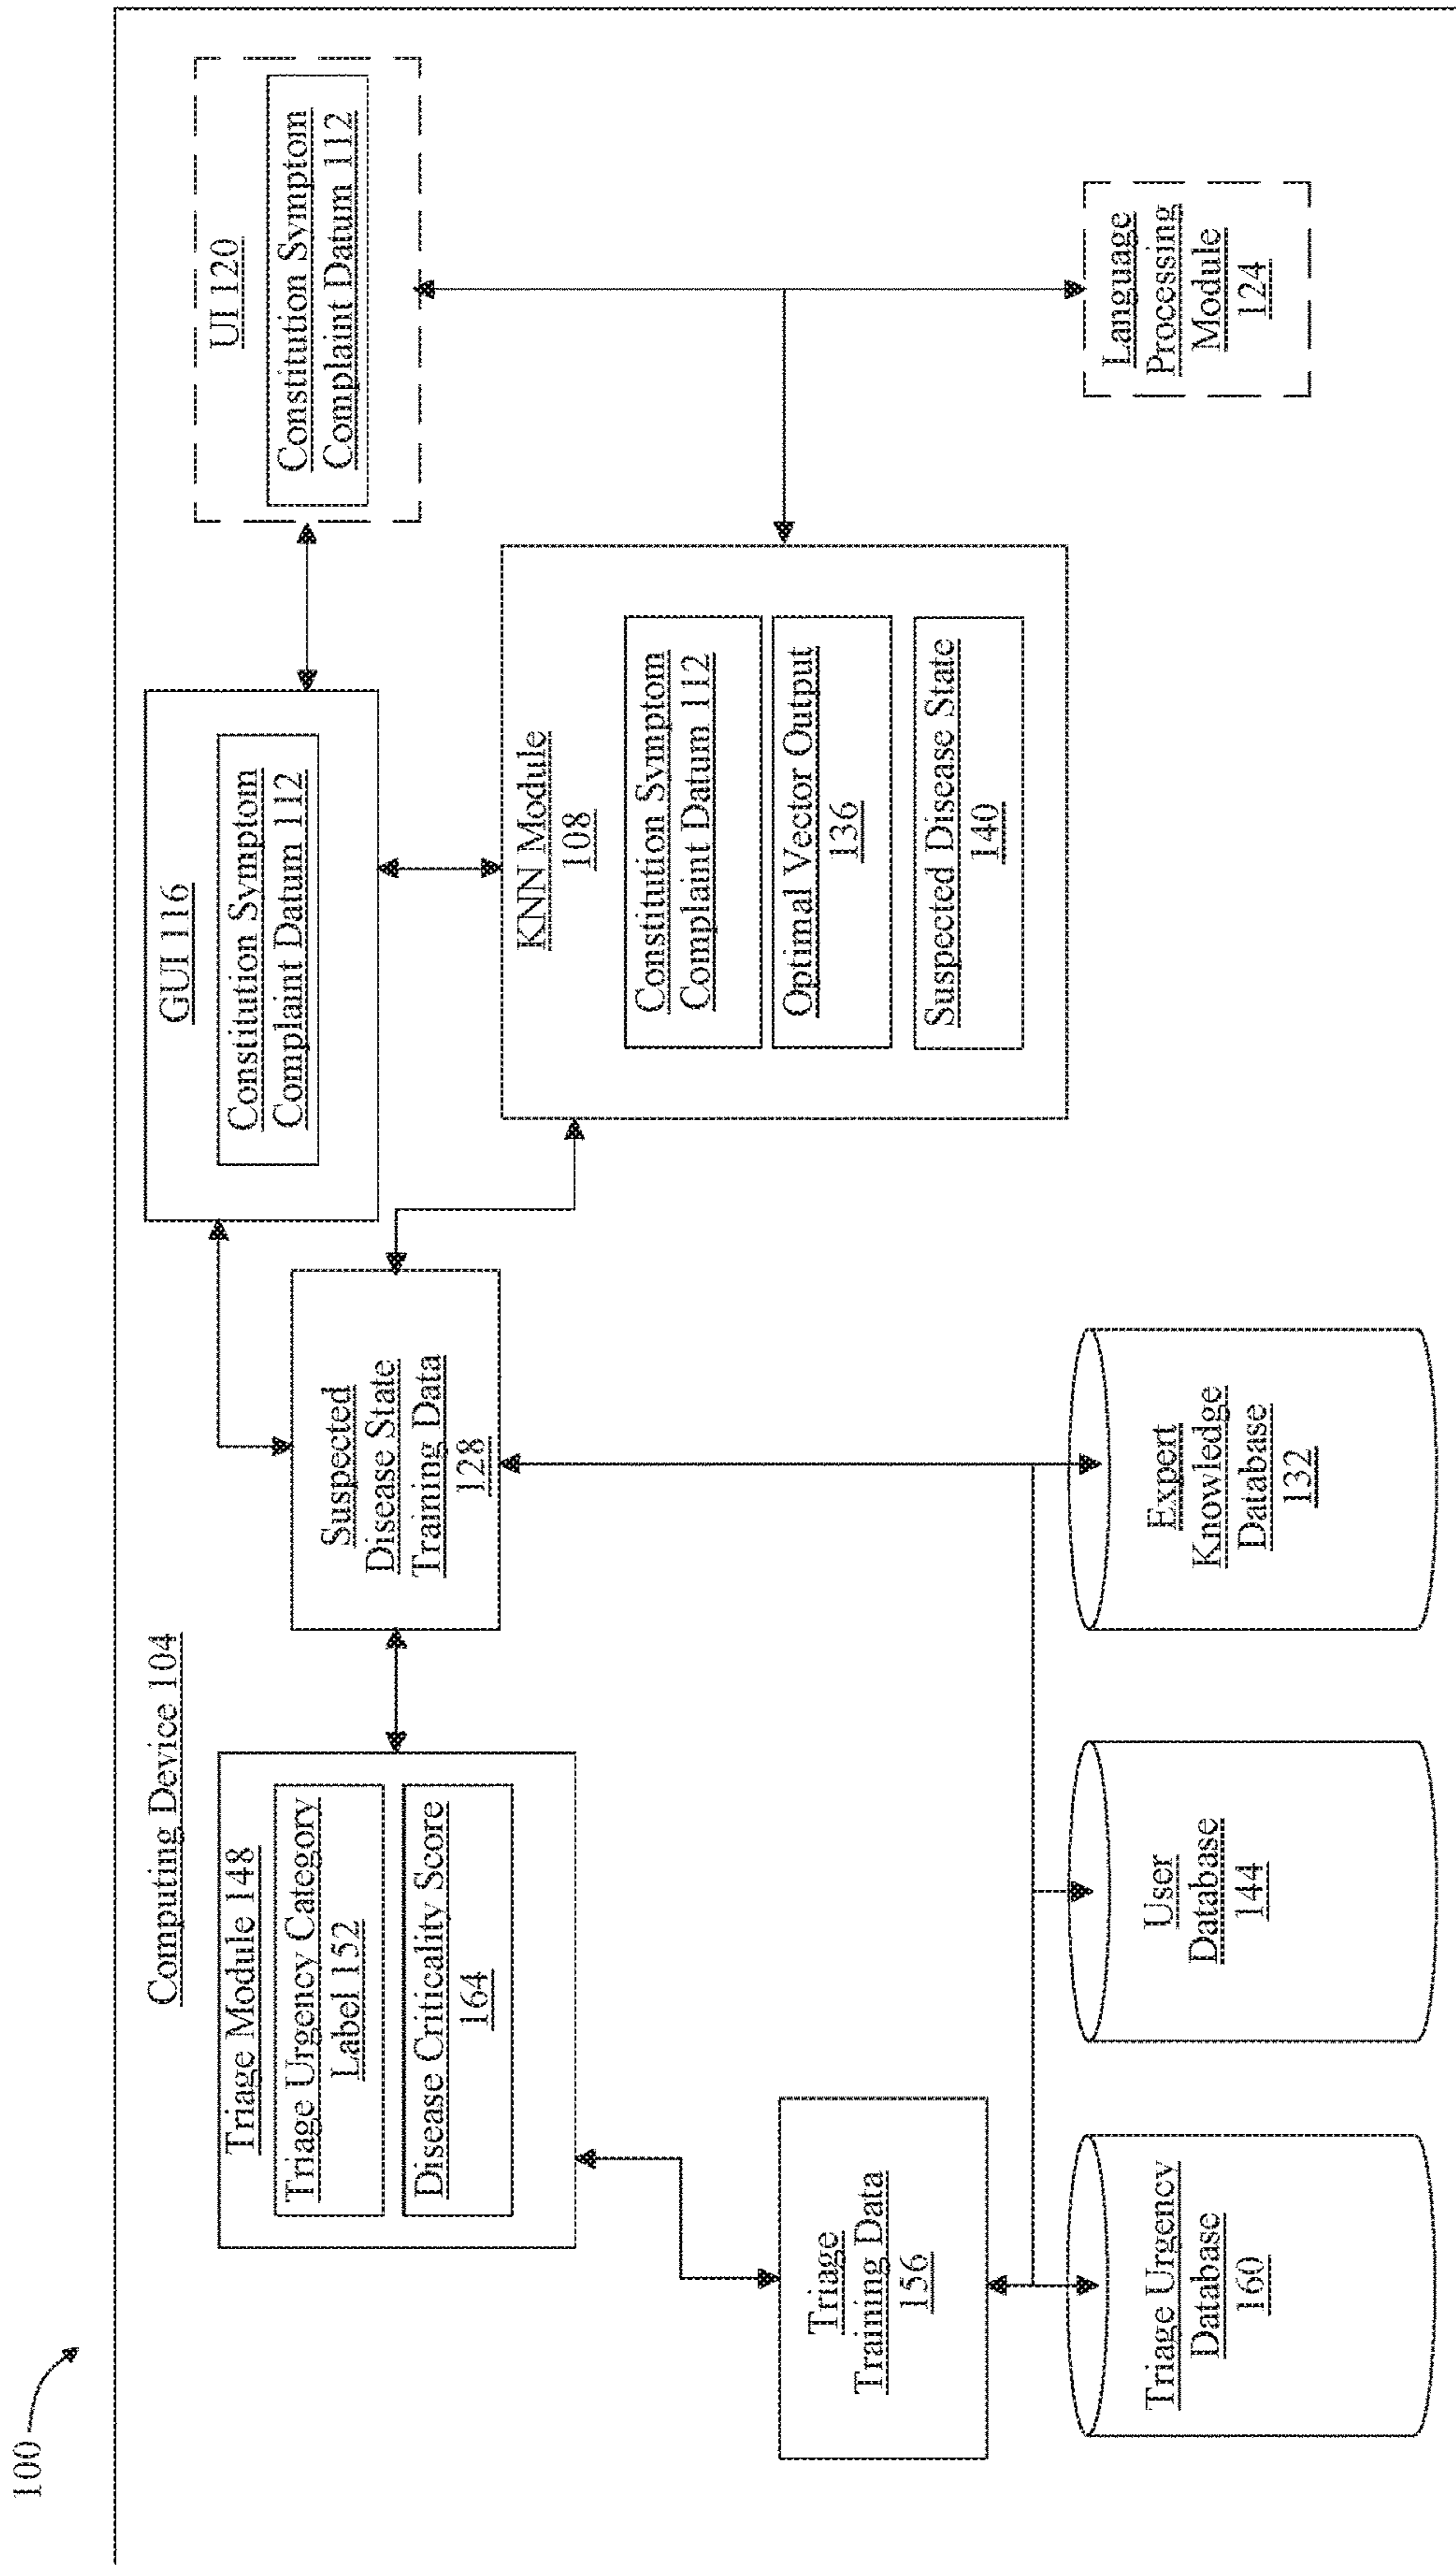 100
Computing Device 104
Triage Module 148
Triage Urgency Category
Label 152
Disease Criticality Score
164
Suspected
Disease State
Training Data
128
GUI 116
Constitution Symptom
Complaint Datum 112
UI 120
Constitution Symptom
Complaint Datum 112
KNN Module
108
Constitution Symptom
Complaint Datum 112
Optimal Vector Output
136
Suspected Disease State
140
Triage
Training Data
156
Triage Urgency
Database
160
User
Database
144
Expert
Knowledge
Database
132
Language
Processing
Module
124